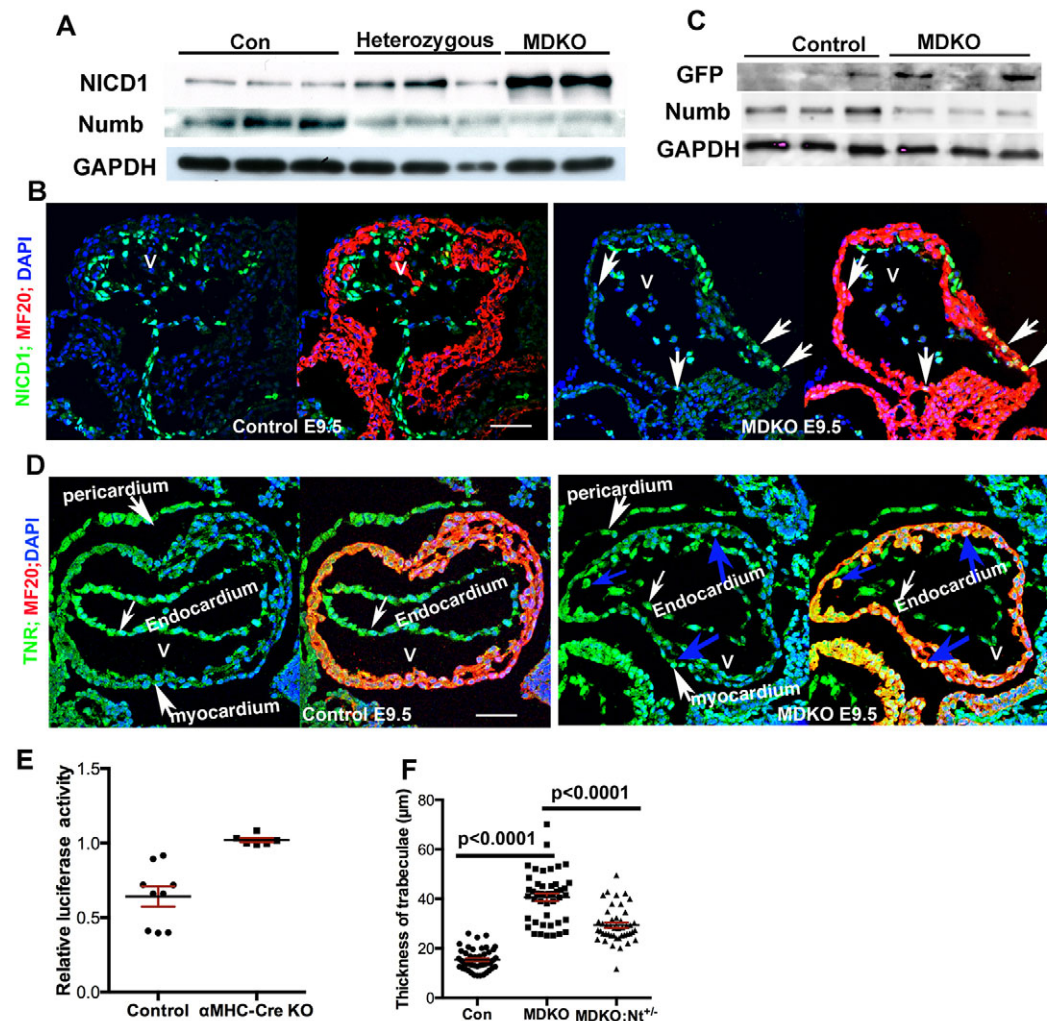 A
Con
Heterozygous
MDKO
NICD1
Numb
GAPDH
C
Control
MDKO
GFP
Numb
GAPDH
B
NICD1; MF20; DAPI
V
V
Control E9.5
V
V
MDKO E9.5
D
TNR; MF20;DAPI
pericardium
Endocardium
V
myocardium
Endocardium
V
Control E9.5
pericardium
Endocardium
V
myocardium
Endocardium
V
MDKO E9.5
E
Relative luciferase activity
1.5
1.0
0.5
0.0
Control
αMHC-Cre KO
F
Thickness of trabeculae (μm)
80
60
40
20
0
p<0.0001
p<0.0001
Con
MDKO
MDKO;Nt+/-